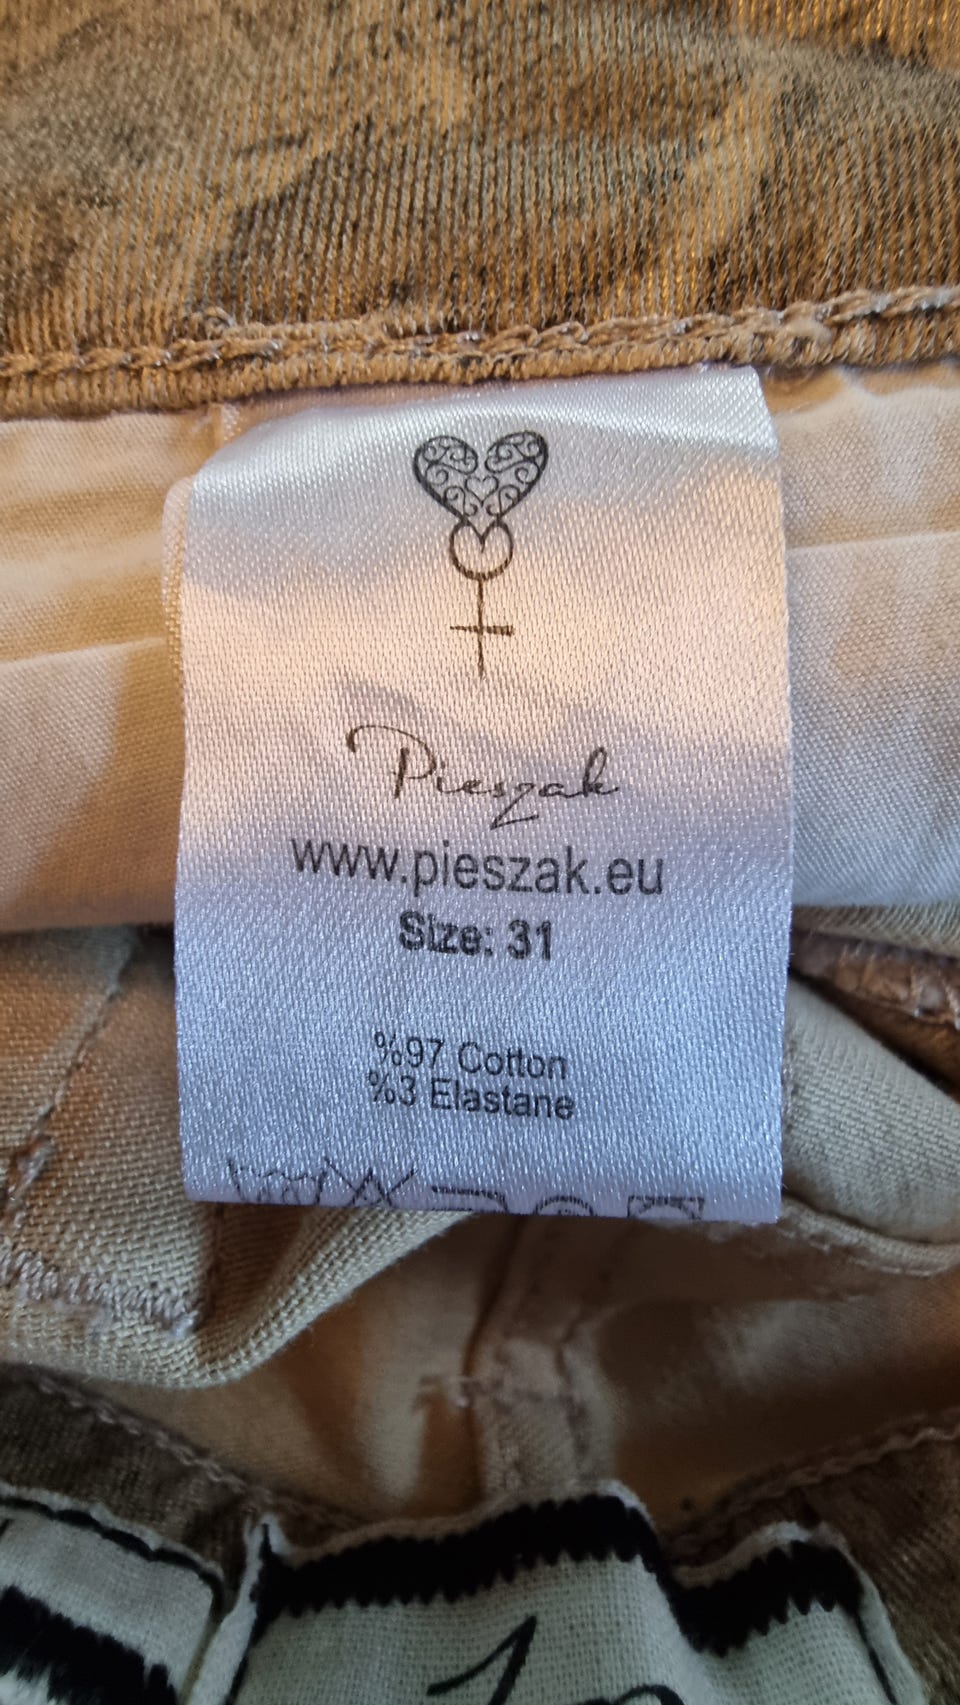 Pieszak
www.pieszak.eu
Size: 31
%97 Cotton
%3 Elastane